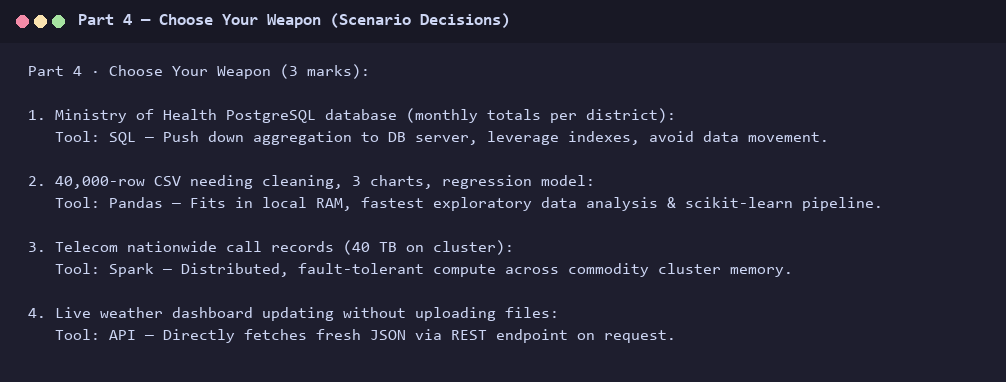 Part 4 — Choose Your Weapon (Scenario Decisions)
Part 4 · Choose Your Weapon (3 marks):
1. Ministry of Health PostgreSQL database (monthly totals per district):
Tool: SQL — Push down aggregation to DB server, leverage indexes, avoid data movement.
2. 40,000-row CSV needing cleaning, 3 charts, regression model:
Tool: Pandas — Fits in local RAM, fastest exploratory data analysis & scikit-learn pipeline.
3. Telecom nationwide call records (40 TB on cluster):
Tool: Spark — Distributed, fault-tolerant compute across commodity cluster memory.
4. Live weather dashboard updating without uploading files:
Tool: API — Directly fetches fresh JSON via REST endpoint on request.